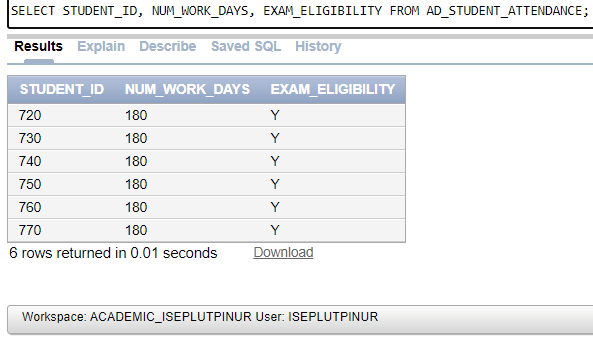 SELECT STUDENT_ID, NUM_WORK_DAYS, EXAM_ELIGIBILITY FROM AD_STUDENT_ATTENDANCE;
Results Explain Describe Saved SQL History
STUDENT_ID NUM_WORK_DAYS EXAM_ELIGIBILITY
720 180 Y
730 180 Y
740 180 Y
750 180 Y
760 180 Y
770 180 Y
6 rows returned in 0.01 seconds Download
Workspace: ACADEMIC_ISEPLUTPINUR User: ISEPLUTPINUR